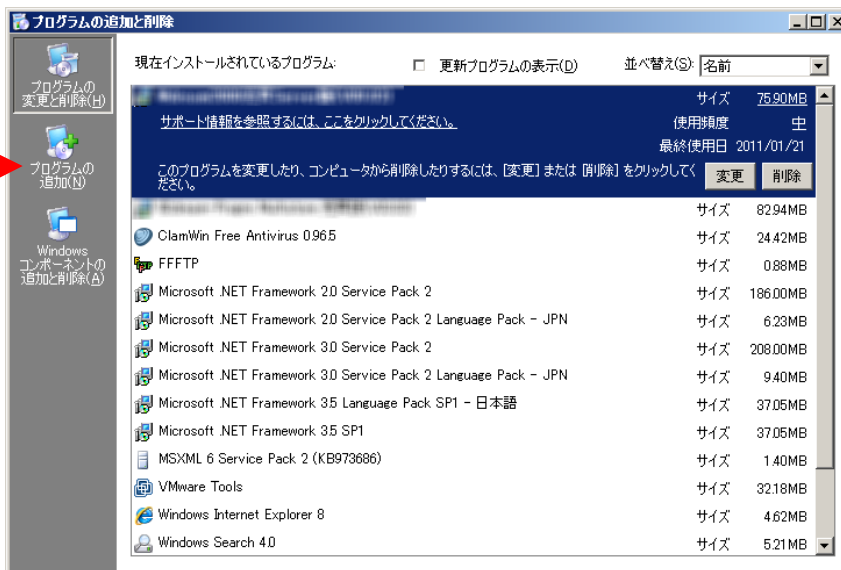 プログラムの追加と削除
プログラムの
変更と削除(H)
プログラムの
追加(N)
Windows
コンポーネントの
追加と削除(A)
現在インストールされているプログラム:
更新プログラムの表示(D)
並べ替え(S): 名前
サイズ 75.90MB
サポート情報を参照するには、ここをクリックしてください。
使用頻度 中
最終使用日 2011/01/21
このプログラムを変更したり、コンピュータから削除したりするには、[変更] または [削除] をクリックしてく
ださい。
変更 削除
サイズ 82.94MB
ClamWin Free Antivirus 0.96.5 サイズ 24.42MB
FFFTP サイズ 0.88MB
Microsoft .NET Framework 2.0 Service Pack 2 サイズ 186.00MB
Microsoft .NET Framework 2.0 Service Pack 2 Language Pack - JPN サイズ 6.23MB
Microsoft .NET Framework 3.0 Service Pack 2 サイズ 208.00MB
Microsoft .NET Framework 3.0 Service Pack 2 Language Pack - JPN サイズ 9.40MB
Microsoft .NET Framework 3.5 Language Pack SP1 - 日本語 サイズ 37.05MB
Microsoft .NET Framework 3.5 SP1 サイズ 37.05MB
MSXML 6 Service Pack 2 (KB973686) サイズ 1.40MB
VMware Tools サイズ 32.18MB
Windows Internet Explorer 8 サイズ 4.62MB
Windows Search 4.0 サイズ 5.21MB